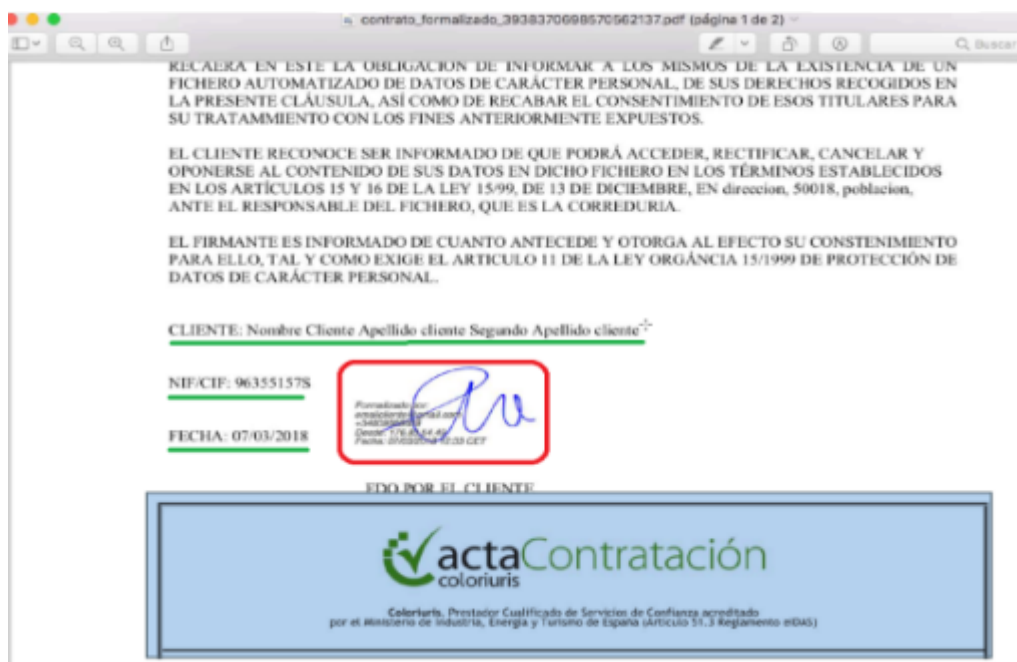 contrato_formalizado_3938370698570562137.pdf (página 1 de 2)
Buscar
RECAERÁ EN ESTE LA OBLIGACIÓN DE INFORMAR A LOS MISMOS DE LA EXISTENCIA DE UN
FICHERO AUTOMATIZADO DE DATOS DE CARÁCTER PERSONAL, DE SUS DERECHOS RECOGIDOS EN
LA PRESENTE CLÁUSULA, ASÍ COMO DE RECABAR EL CONSENTIMIENTO DE ESOS TITULARES PARA
SU TRATAMMIENTO CON LOS FINES ANTERIORMENTE EXPUESTOS.
EL CLIENTE RECONOCE SER INFORMADO DE QUE PODRÁ ACCEDER, RECTIFICAR, CANCELAR Y
OPONERSE AL CONTENIDO DE SUS DATOS EN DICHO FICHERO EN LOS TÉRMINOS ESTABLECIDOS
EN LOS ARTÍCULOS 15 Y 16 DE LA LEY 15/99, DE 13 DE DICIEMBRE, EN direccion, 50018, poblacion,
ANTE EL RESPONSABLE DEL FICHERO, QUE ES LA CORREDURIA.
EL FIRMANTE ES INFORMADO DE CUANTO ANTECEDE Y OTORGA AL EFECTO SU CONSTENIMIENTO
PARA ELLO, TAL Y COMO EXIGE EL ARTICULO 11 DE LA LEY ORGÁNCIA 15/1999 DE PROTECCIÓN DE
DATOS DE CARÁCTER PERSONAL.
CLIENTE: Nombre Cliente Apellido cliente Segundo Apellido cliente
NIF/CIF: 96355157S
Formalizado por:
FECHA: 07/03/2018
FDO POR EL CLIENTE
actaContratación
coloriuris
Coloriuris. Prestador Cualificado de Servicios de Confianza acreditado
por el Ministerio de Industria, Energía y Turismo de España (Artículo 51.3 Reglamento eIDAS)